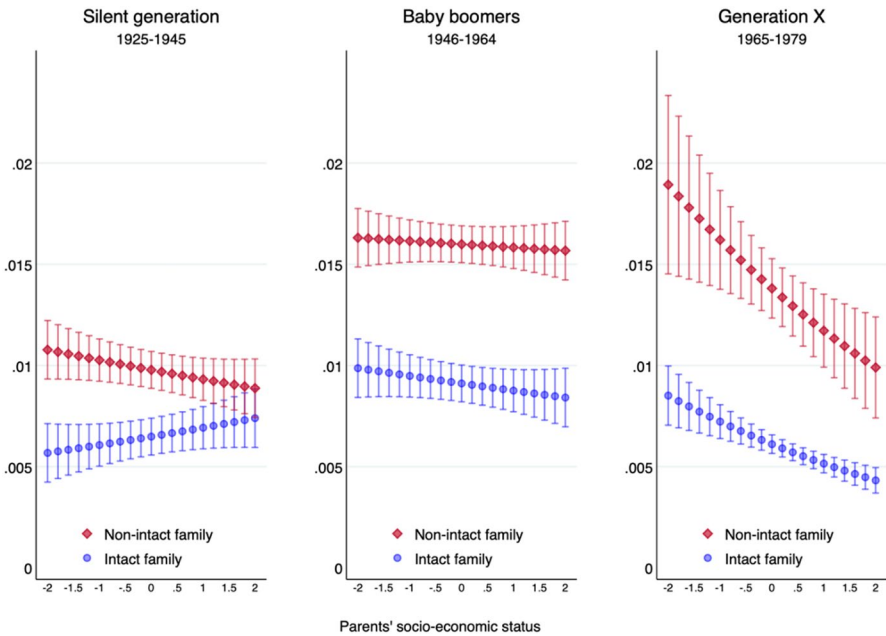 Silent generation
1925-1945
.02
.015
.01
.005
0
Non-intact family
Intact family
-2 -1.5 -1 -.5 0 .5 1 1.5 2
Baby boomers
1946-1964
.02
.015
.01
.005
0
Non-intact family
Intact family
-2 -1.5 -1 -.5 0 .5 1 1.5 2
Generation X
1965-1979
.02
.015
.01
.005
0
Non-intact family
Intact family
-2 -1.5 -1 -.5 0 .5 1 1.5 2
Parents' socio-economic status